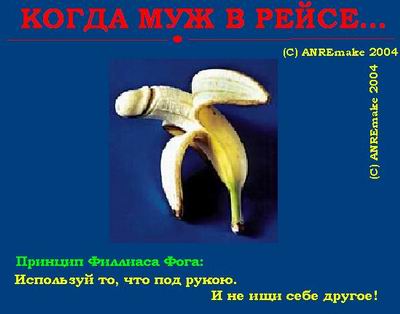 КОГДА МУЖ В РЕЙСЕ...
(C) ANREmake 2004
(C) ANREmake 2004
Принцип Филлиаса Фога:
Используй то, что под рукою.
И не ищи себе другое!